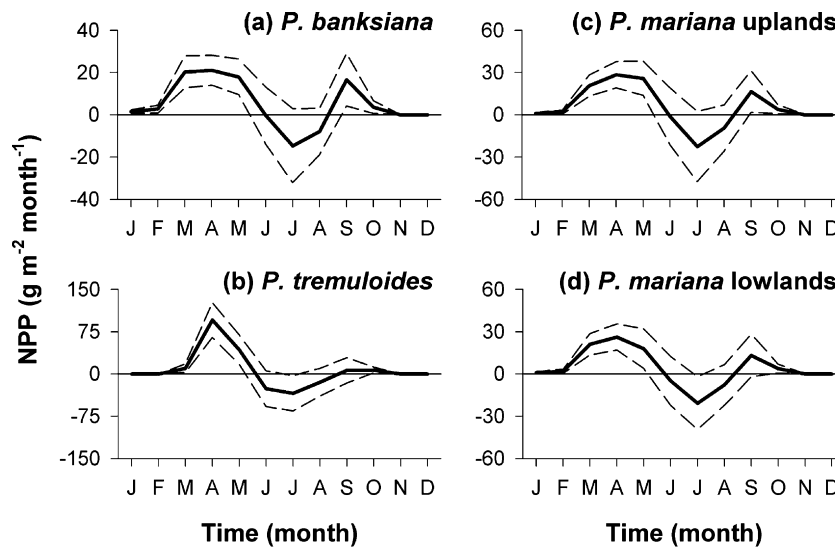 (a) P. banksiana
40
20
0
-20
-40
J F M A M J J A S O N D
(c) P. mariana uplands
60
30
0
-30
-60
J F M A M J J A S O N D
(b) P. tremuloides
150
75
0
-75
-150
J F M A M J J A S O N D
(d) P. mariana lowlands
60
30
0
-30
-60
J F M A M J J A S O N D
NPP (g m⁻² month⁻¹)
Time (month)
Time (month)